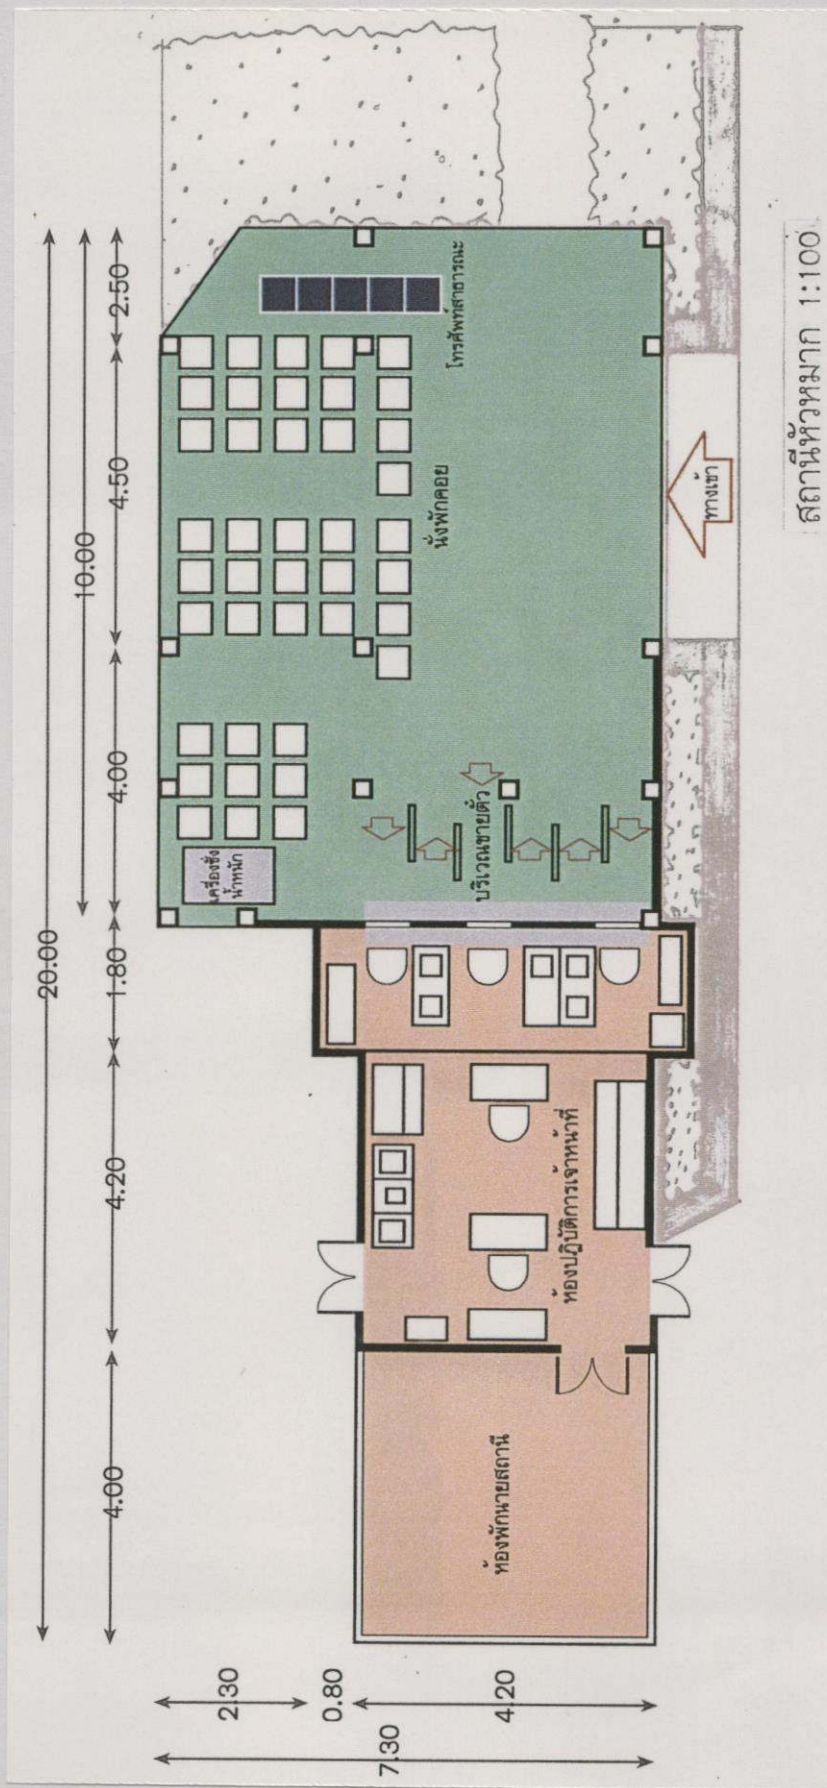 20.00
10.00
4.00
4.20
1.80
4.00
4.50
2.50
2.30
0.80
4.20
7.30
เครื่องชั่ง
น้ำหนัก
โทรศัพท์สาธารณะ
นั่งพักคอย
บริเวณขายตั๋ว
ห้องปฏิบัติการเจ้าหน้าที่
ห้องพักนายสถานี
ทางเข้า
สถานีหัวหมาก 1:100